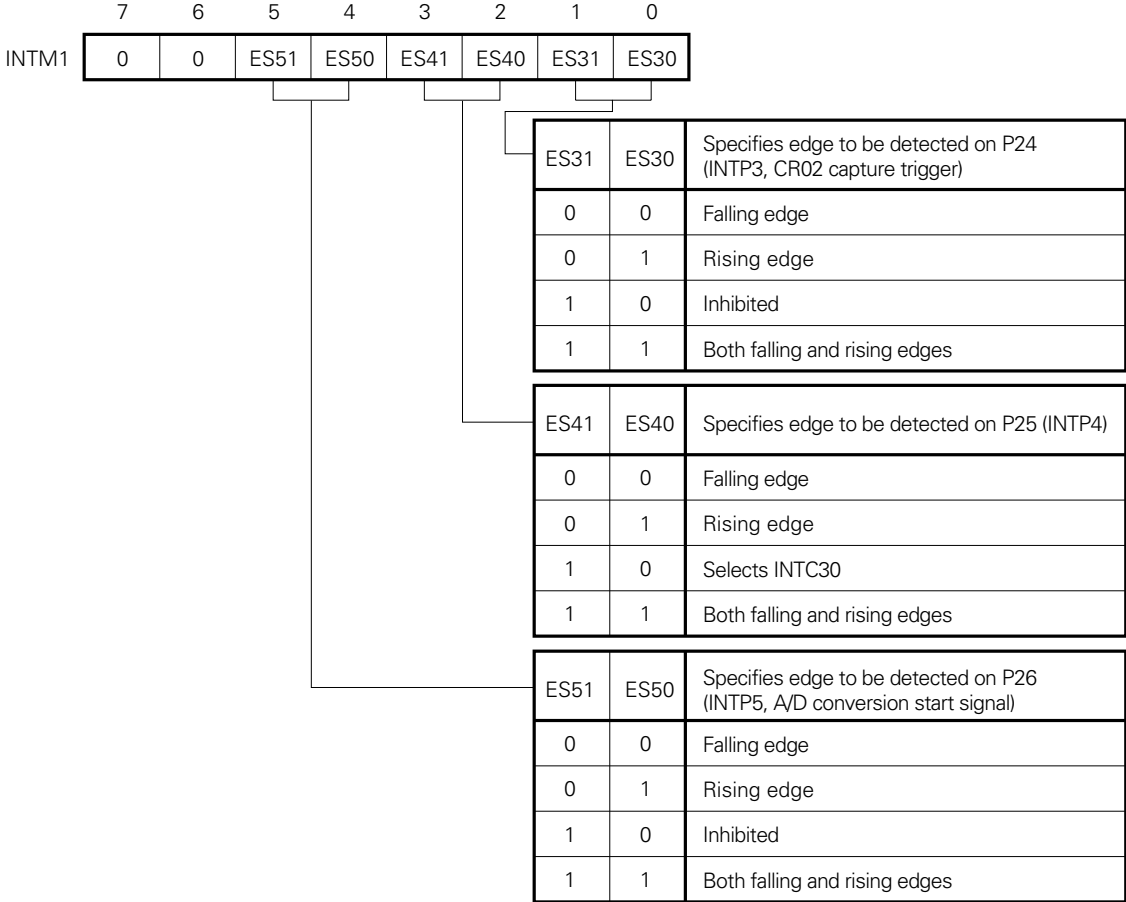 7 6 5 4 3 2 1 0
INTM1 0 0 ES51 ES50 ES41 ES40 ES31 ES30
ES31 ES30 Specifies edge to be detected on P24
(INTP3, CR02 capture trigger)
0 0 Falling edge
0 1 Rising edge
1 0 Inhibited
1 1 Both falling and rising edges
ES41 ES40 Specifies edge to be detected on P25 (INTP4)
0 0 Falling edge
0 1 Rising edge
1 0 Selects INTC30
1 1 Both falling and rising edges
ES51 ES50 Specifies edge to be detected on P26
(INTP5, A/D conversion start signal)
0 0 Falling edge
0 1 Rising edge
1 0 Inhibited
1 1 Both falling and rising edges